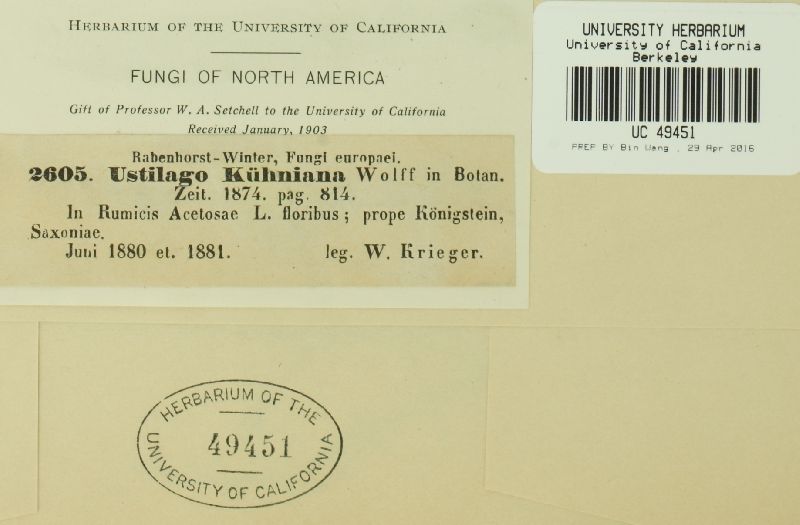 HERBARIUM OF THE UNIVERSITY OF CALIFORNIA
FUNGI OF NORTH AMERICA
Gift of Professor W. A. Setchell to the University of California
Received January, 1903
Rabenhorst-Winter, Fungi europaei.
2605. Ustilago Kühniana Wolff in Botan.
Zeit. 1874. pag. 814.
In Rumicis Acetosae L. floribus; prope Königstein,
Saxoniae.
Juni 1880 et. 1881. leg. W. Krieger.
UNIVERSITY HERBARIUM
University of California
Berkeley
UC 49451
PREP BY Bin Wang , 29 Apr 2016
HERBARIUM OF THE
49451
UNIVERSITY OF CALIFORNIA